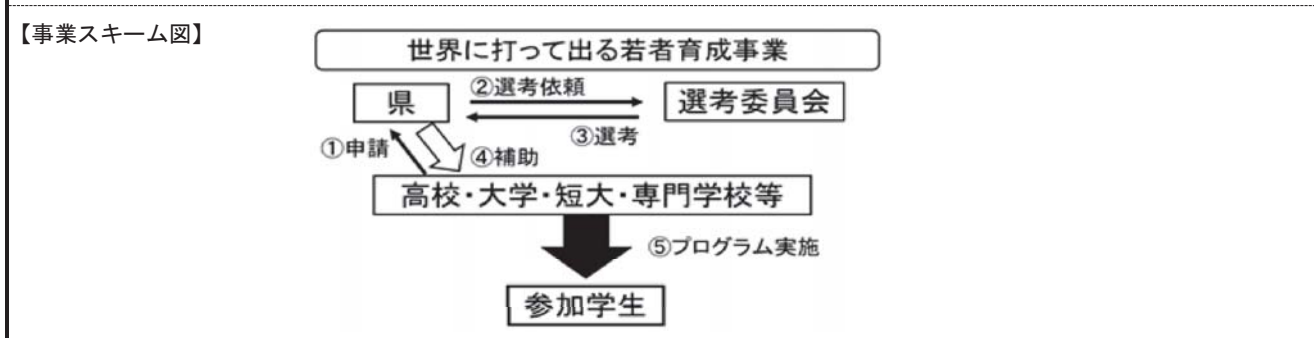 【事業スキーム図】
世界に打って出る若者育成事業
県
②選考依頼
選考委員会
③選考
①申請
④補助
高校・大学・短大・専門学校等
⑤プログラム実施
参加学生